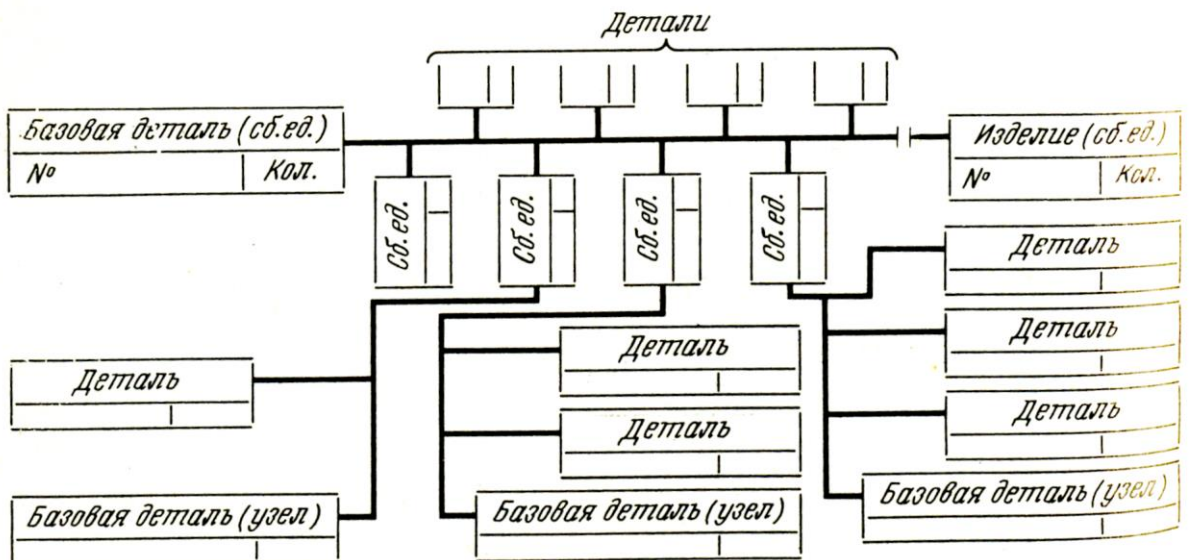 Детали
Базовая деталь (сб.ед.)
№ Кол.
Изделие (сб.ед.)
№ Кол.
Сб.ед.
Сб.ед.
Сб.ед.
Сб.ед.
Деталь
Деталь
Деталь
Деталь
Деталь
Деталь
Базовая деталь (узел)
Базовая деталь (узел)
Базовая деталь (узел)